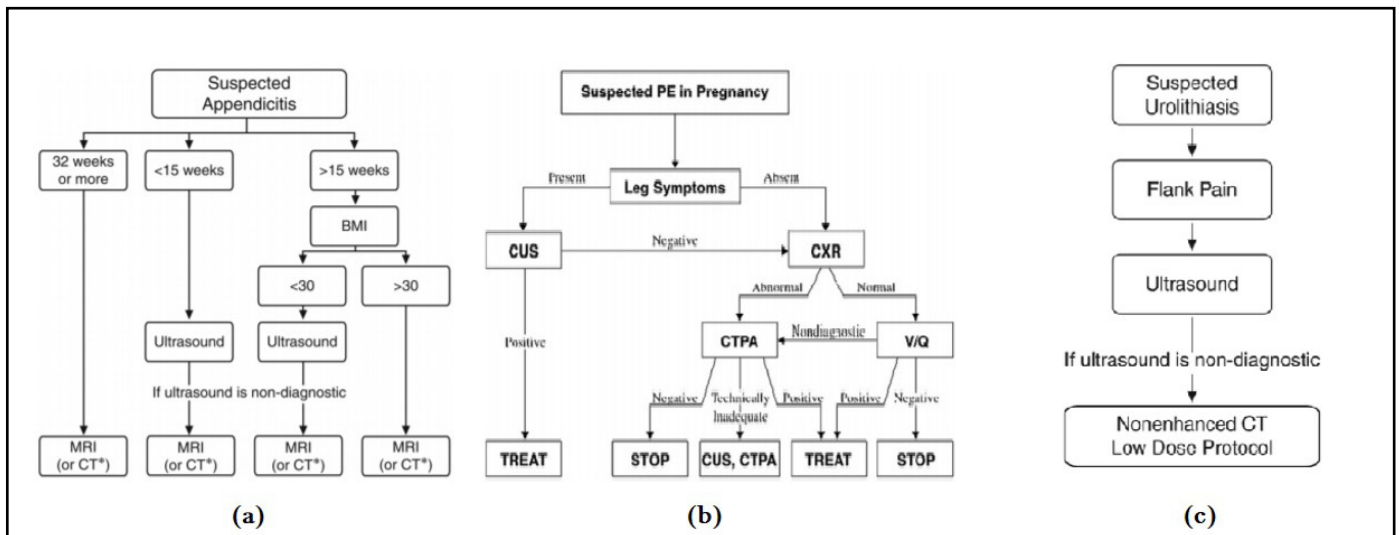 Suspected
Appendicitis
32 weeks
or more
<15 weeks
>15 weeks
BMI
<30
>30
Ultrasound
Ultrasound
If ultrasound is non-diagnostic
MRI
(or CT*)
MRI
(or CT*)
MRI
(or CT*)
MRI
(or CT*)
(a)
Suspected PE in Pregnancy
Present
Leg Symptoms
Absent
CUS
Negative
CXR
Abnormal
Normal
Positive
CTPA
Nondiagnostic
V/Q
Negative
Technically
Inadequate
Positive
Positive
Negative
TREAT
STOP
CUS, CTPA
TREAT
STOP
(b)
Suspected
Urolithiasis
Flank Pain
Ultrasound
If ultrasound is non-diagnostic
Nonenhanced CT
Low Dose Protocol
(c)